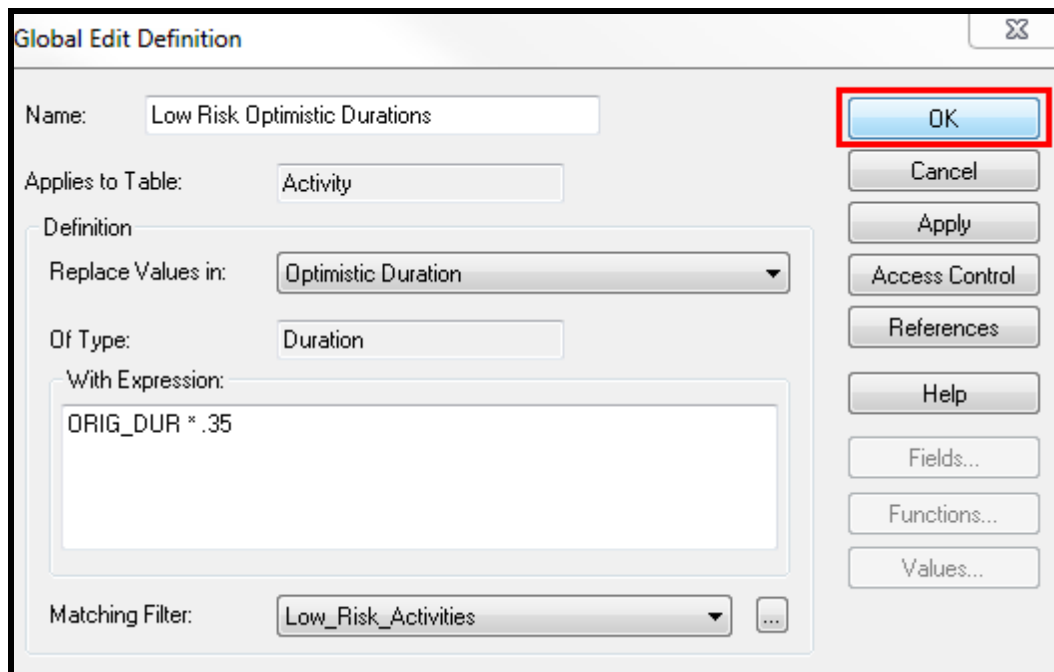 Global Edit Definition
Name: Low Risk Optimistic Durations
OK
Applies to Table: Activity
Cancel
Definition
Apply
Replace Values in: Optimistic Duration
Access Control
Of Type: Duration
References
With Expression:
ORIG_DUR * .35
Help
Fields...
Functions...
Values...
Matching Filter: Low_Risk_Activities ...